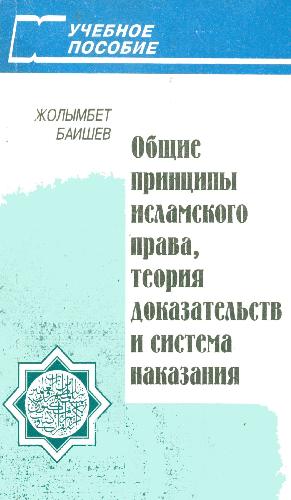 УЧЕБНОЕ
ПОСОБИЕ
ЖОЛЫМБЕТ
БАИШЕВ
Общие
принципы
исламского
права,
теория
доказательств
и система
наказания